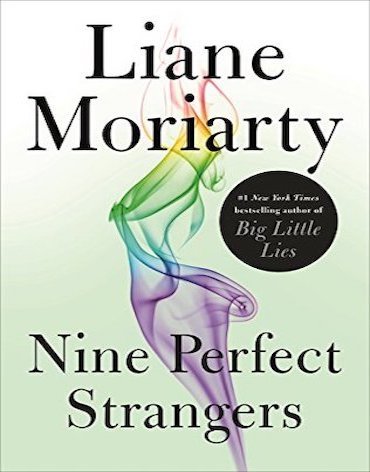 Liane
Moriarty
#1 New York Times
bestselling author of
Big Little
Lies
Nine Perfect
Strangers